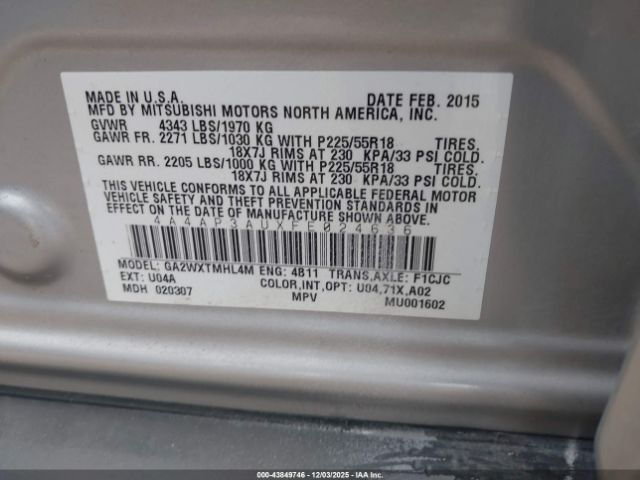 MADE IN U.S.A. DATE FEB. 2015
MFD BY MITSUBISHI MOTORS NORTH AMERICA, INC.
GVWR 4343 LBS/1970 KG
GAWR FR. 2271 LBS/1030 KG WITH P225/55R18 TIRES.
18X7J RIMS AT 230 KPA/33 PSI COLD.
GAWR RR. 2205 LBS/1000 KG WITH P225/55R18 TIRES.
18X7J RIMS AT 230 KPA/33 PSI COLD.
THIS VEHICLE CONFORMS TO ALL APPLICABLE FEDERAL MOTOR
VEHICLE SAFETY AND THEFT PREVENTION STANDARDS IN
EFFECT ON THE DATE OF MANUFACTURE SHOWN ABOVE.
4A4AP3AUXFE024636
MODEL: GA2WXTMHL4M ENG: 4B11 TRANS,AXLE: F1CJC
EXT: U04A COLOR,INT,OPT: U04,71X,A02
MDH 020307 MPV MU001602
000-43849746 - 12/03/2025 - IAA Inc.